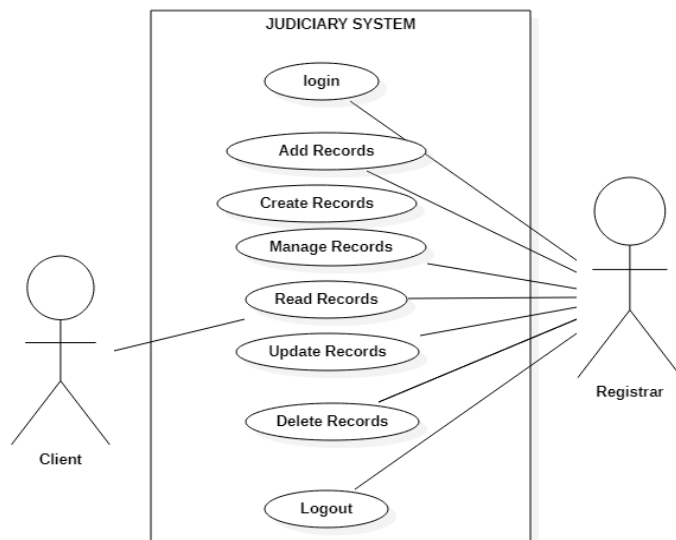 JUDICIARY SYSTEM
login
Add Records
Create Records
Manage Records
Read Records
Update Records
Registrar
Delete Records
Client
Logout